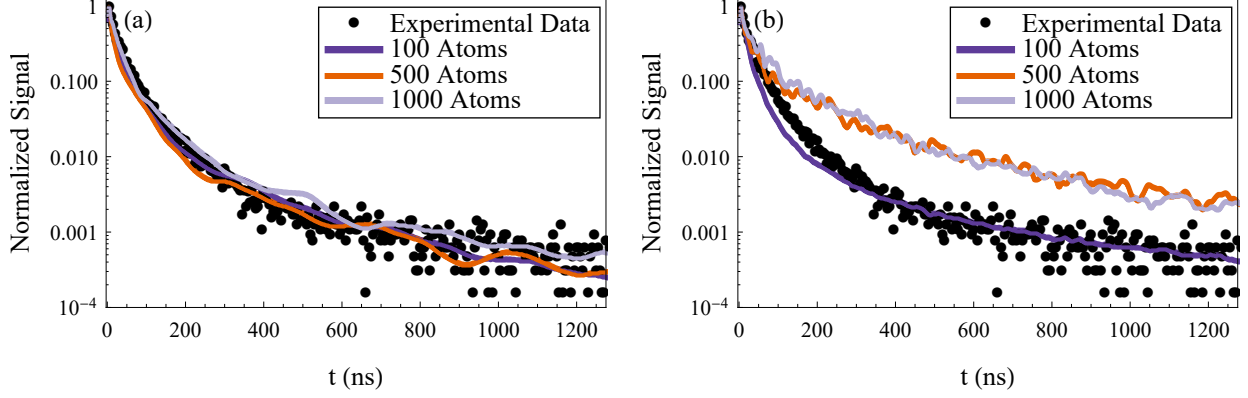 (a)
Experimental Data
100 Atoms
500 Atoms
1000 Atoms
Normalized Signal
1
0.100
0.010
0.001
10−4
0
200
400
600
800
1000
1200
t (ns)
(b)
Experimental Data
100 Atoms
500 Atoms
1000 Atoms
Normalized Signal
1
0.100
0.010
0.001
10−4
0
200
400
600
800
1000
1200
t (ns)